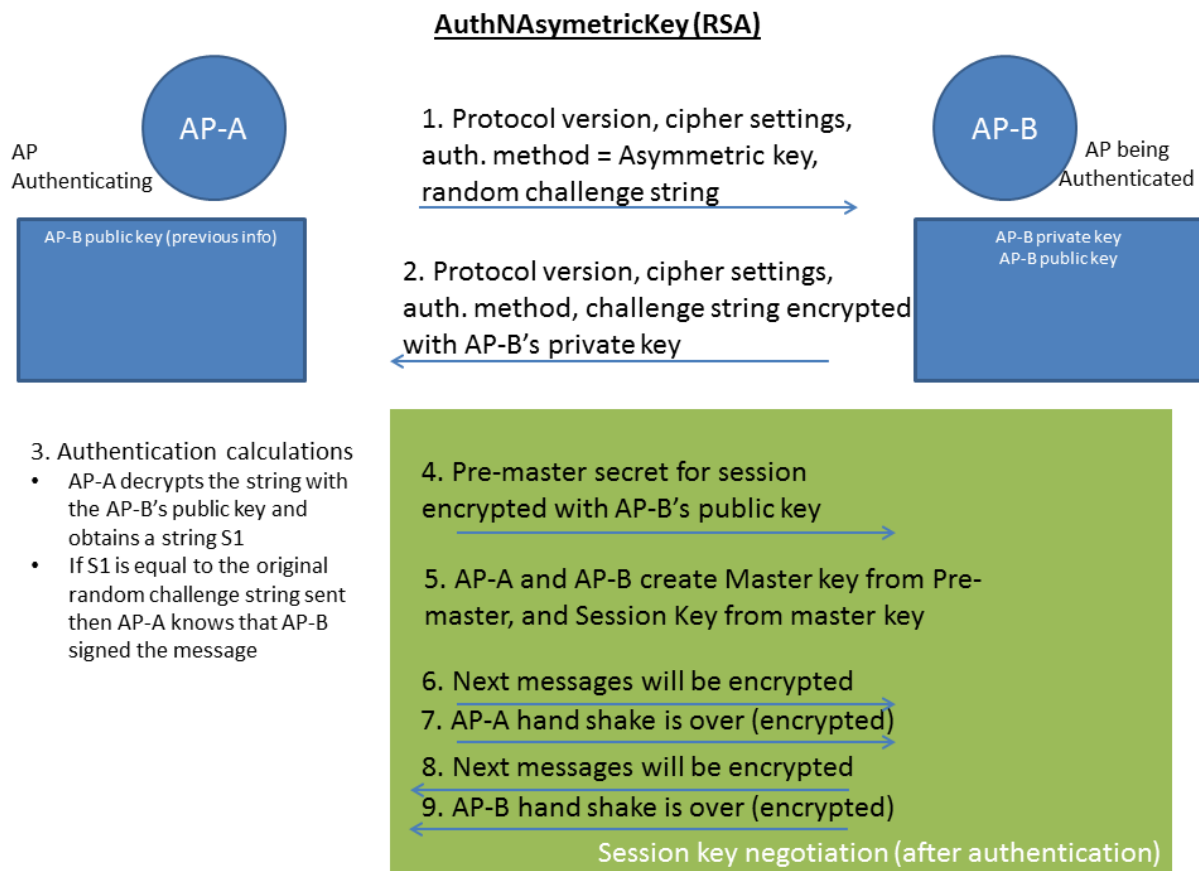 AuthNAsymetricKey (RSA)
AP-A
AP
Authenticating
AP-B public key (previous info)
1. Protocol version, cipher settings,
auth. method = Asymmetric key,
random challenge string
AP-B
AP being
Authenticated
AP-B private key
AP-B public key
2. Protocol version, cipher settings,
auth. method, challenge string encrypted
with AP-B’s private key
3. Authentication calculations
• AP-A decrypts the string with
the AP-B’s public key and
obtains a string S1
• If S1 is equal to the original
random challenge string sent
then AP-A knows that AP-B
signed the message
4. Pre-master secret for session
encrypted with AP-B’s public key
5. AP-A and AP-B create Master key from Pre-
master, and Session Key from master key
6. Next messages will be encrypted
7. AP-A hand shake is over (encrypted)
8. Next messages will be encrypted
9. AP-B hand shake is over (encrypted)
Session key negotiation (after authentication)